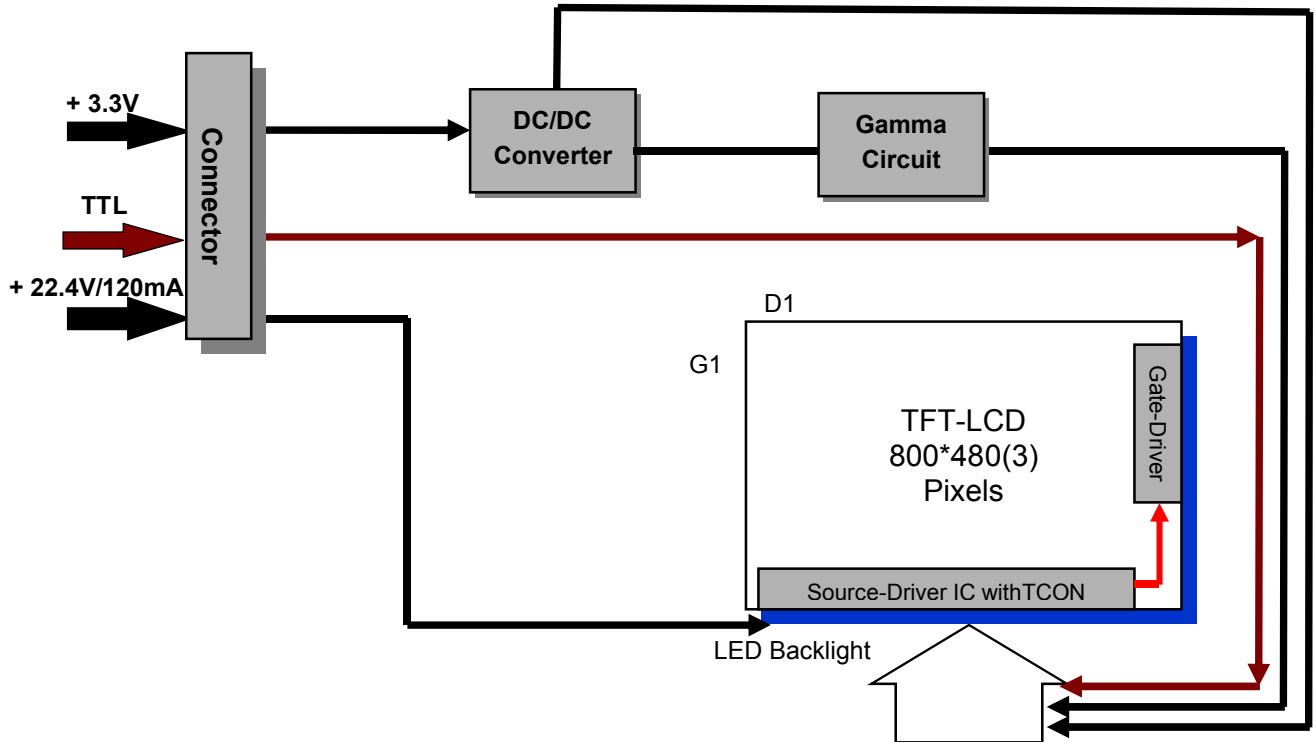 + 3.3V
TTL
+ 22.4V/120mA
Connector
DC/DC
Converter
Gamma
Circuit
D1
G1
TFT-LCD
800*480(3)
Pixels
Gate-Driver
Source-Driver IC withTCON
LED Backlight